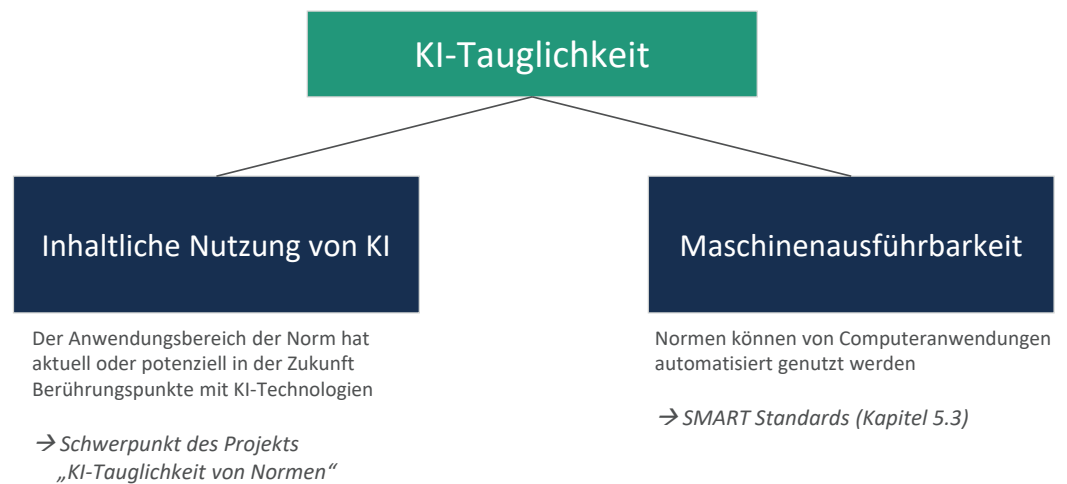 KI-Tauglichkeit
Inhaltliche Nutzung von KI
Der Anwendungsbereich der Norm hat
aktuell oder potenziell in der Zukunft
Berührungspunkte mit KI-Technologien
→ Schwerpunkt des Projekts
„KI-Tauglichkeit von Normen“
Maschinenausführbarkeit
Normen können von Computeranwendungen
automatisiert genutzt werden
→ SMART Standards (Kapitel 5.3)